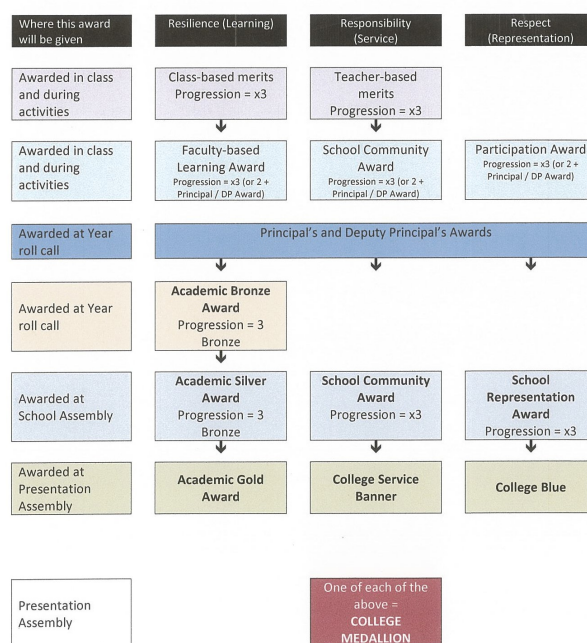 Where this award
will be given
Resilience (Learning)
Responsibility
(Service)
Respect
(Representation)
Awarded in class
and during
activities
Class-based merits
Progression = x3
Teacher-based
merits
Progression = x3
Awarded in class
and during
activities
Faculty-based
Learning Award
Progression = x3 (or 2 +
Principal / DP Award)
School Community
Award
Progression = x3 (or 2 +
Principal / DP Award)
Participation Award
Progression = x3 (or 2 +
Principal / DP Award)
Awarded at Year
roll call
Principal's and Deputy Principal's Awards
Awarded at Year
roll call
Academic Bronze
Award
Progression = 3
Bronze
Awarded at
School Assembly
Academic Silver
Award
Progression = 3
Bronze
School Community
Award
Progression = x3
School
Representation
Award
Progression = x3
Awarded at
Presentation
Assembly
Academic Gold
Award
College Service
Banner
College Blue
Presentation
Assembly
One of each of the
above =
COLLEGE
MEDALLION